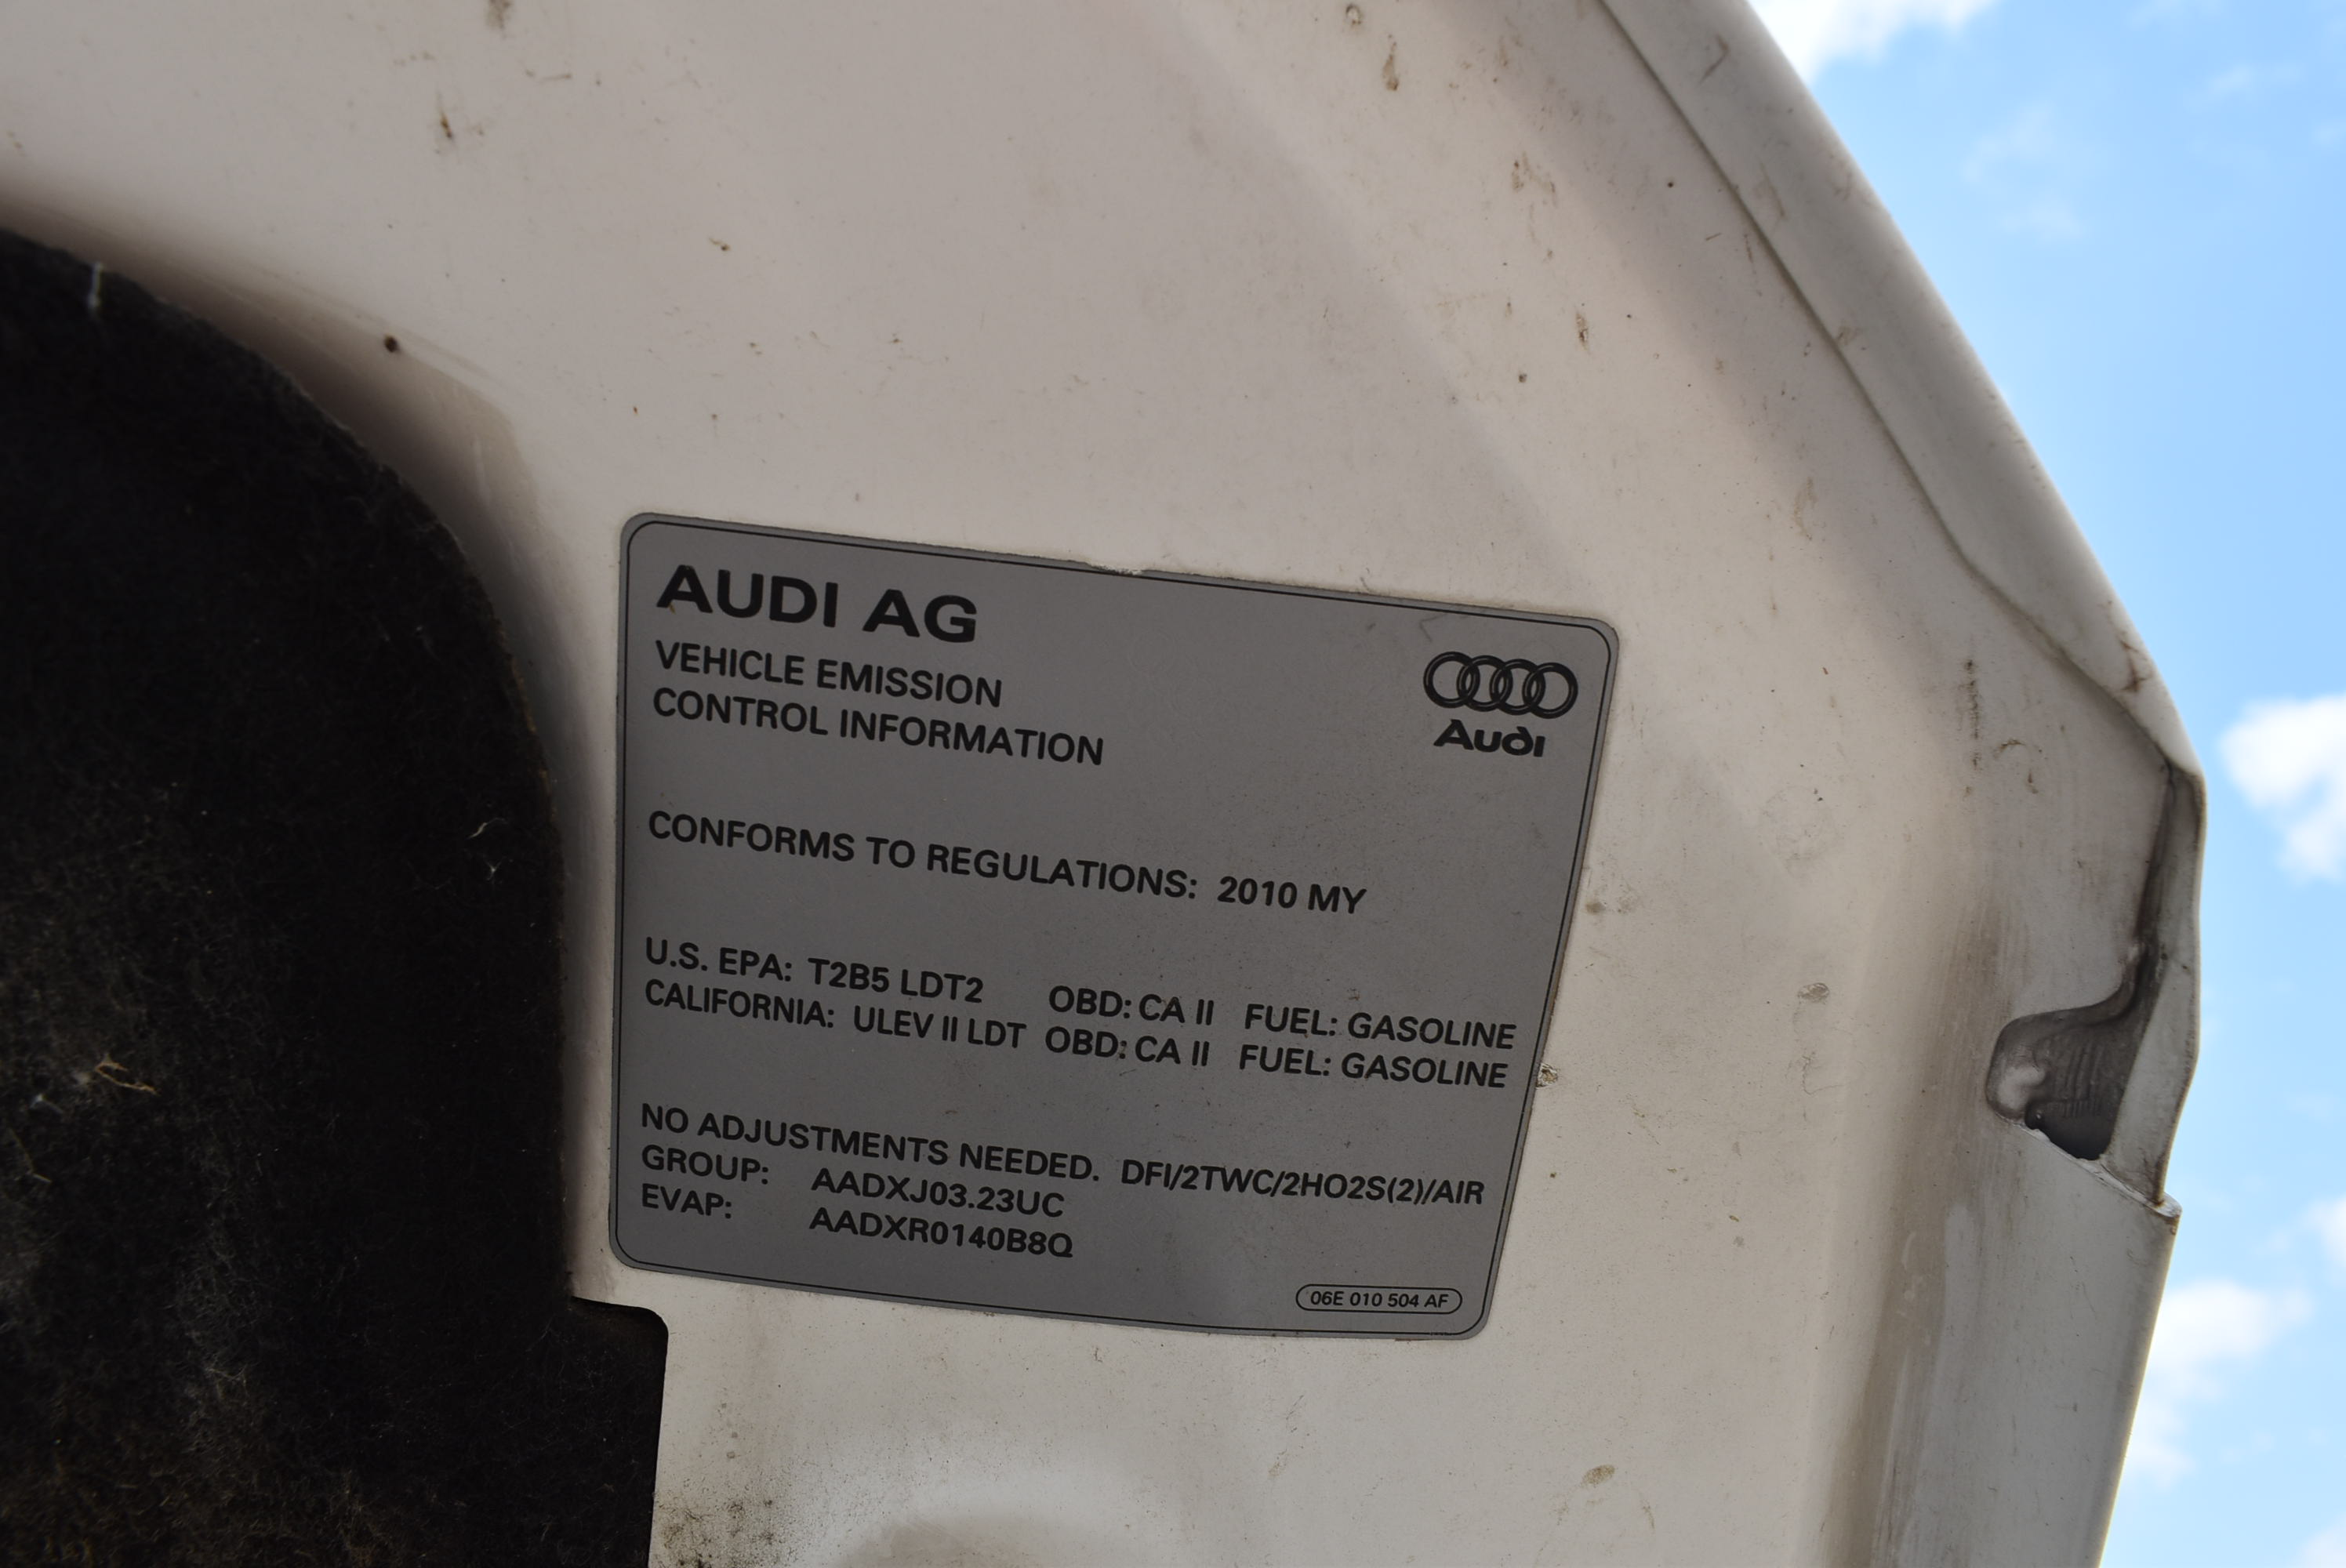 AUDI AG
VEHICLE EMISSION
CONTROL INFORMATION
Audi
CONFORMS TO REGULATIONS: 2010 MY
U.S. EPA: T2B5 LDT2 OBD: CA II FUEL: GASOLINE
CALIFORNIA: ULEV II LDT OBD: CA II FUEL: GASOLINE
NO ADJUSTMENTS NEEDED. DFI/2TWC/2HO2S(2)/AIR
GROUP: AADXJ03.23UC
EVAP: AADXR0140B8Q
06E 010 504 AF